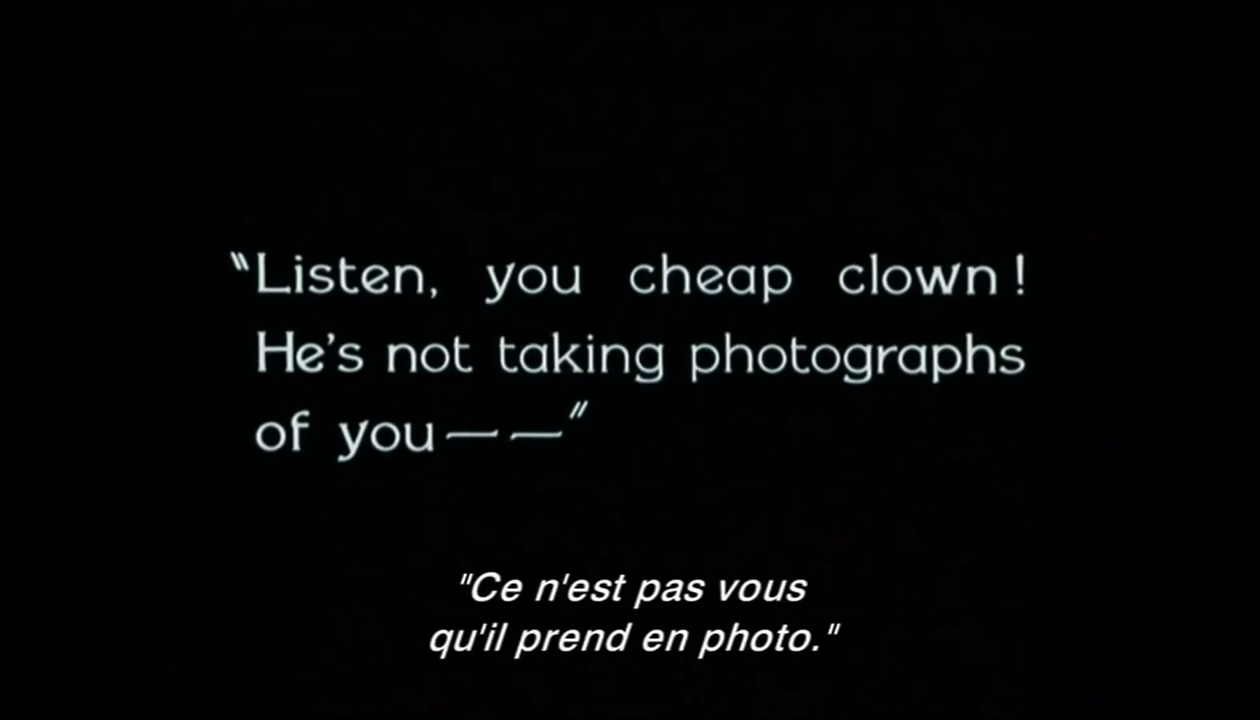 "Listen, you cheap clown!
He's not taking photographs
of you — —"
"Ce n'est pas vous
qu'il prend en photo."